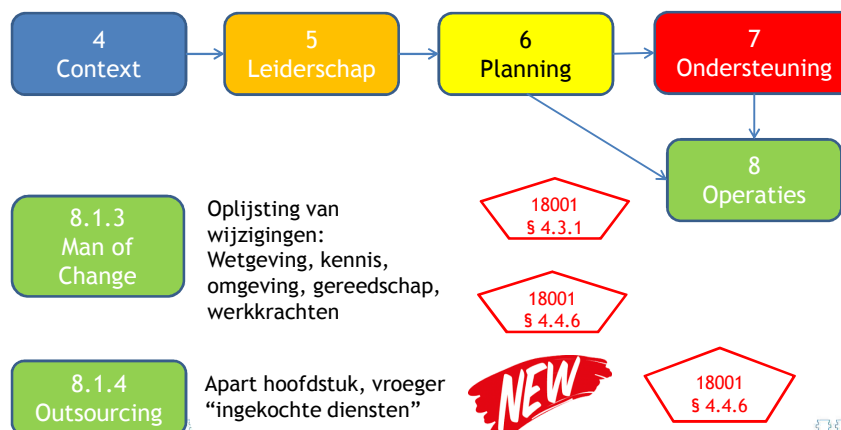 4
Context
5
Leiderschap
6
Planning
7
Ondersteuning
8
Operaties
8.1.3
Man of
Change
Oplijsting van
wijzigingen:
Wetgeving, kennis,
omgeving, gereedschap,
werkkrachten
18001
§ 4.3.1
18001
§ 4.4.6
8.1.4
Outsourcing
Apart hoofdstuk, vroeger
“ingekochte diensten”
NEW
18001
§ 4.4.6